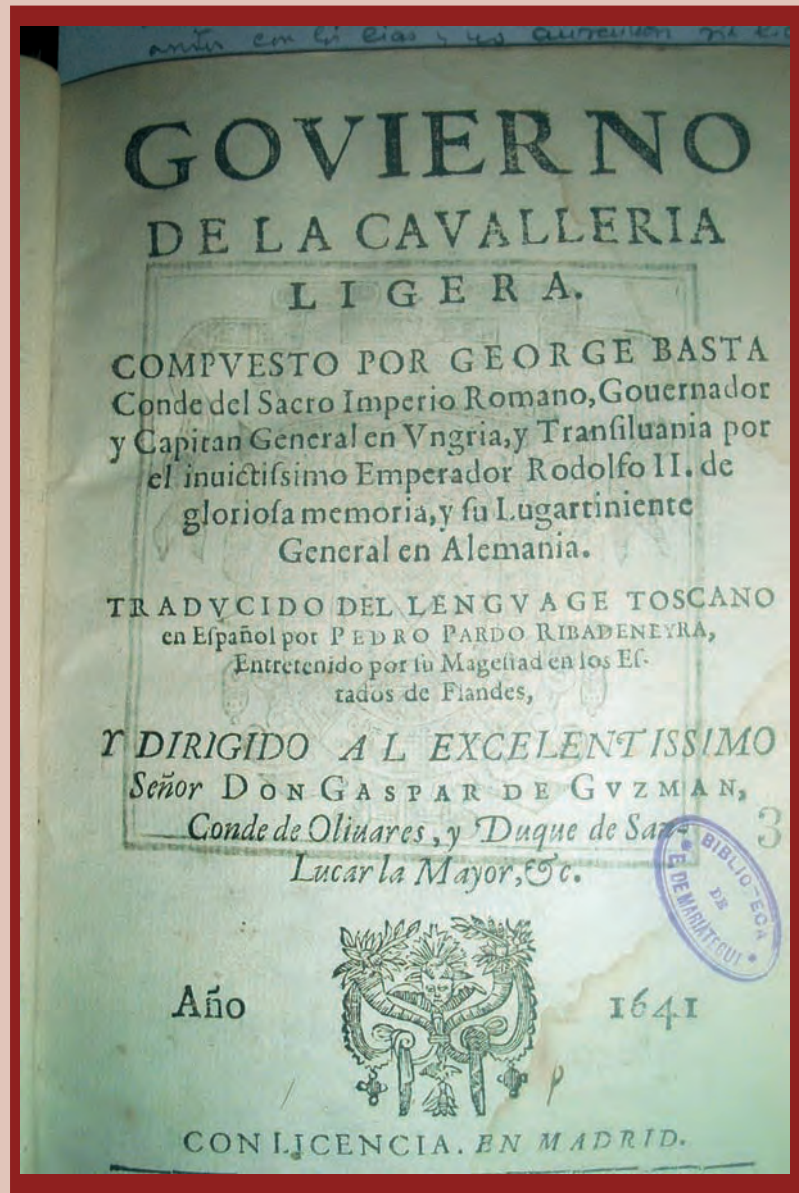 GOVIERNO
DE LA CAVALLERIA
LIGERA.
COMPVESTO POR GEORGE BASTA
Conde del Sacro Imperio Romano, Gouernador
y Capitan General en Vngria, y Tranſiluania por
el inuictiſsimo Emperador Rodolfo II. de
glorioſa memoria, y ſu Lugartiniente
General en Alemania.
TRADVCIDO DEL LENGVAGE TOSCANO
en Eſpañol por PEDRO PARDO RIBADENEYRA,
Entretenido por ſu Mageſtad en los Eſ-
tados de Flandes,
Y DIRIGIDO AL EXCELENTISSIMO
Señor DON GASPAR DE GVZMAN,
Conde de Oliuares, y Duque de San-
Lucar la Mayor, &c.
3
BIBLIOTECA
DE
E. DE MARIATEGUI
Año 1641
CON LICENCIA. EN MADRID.